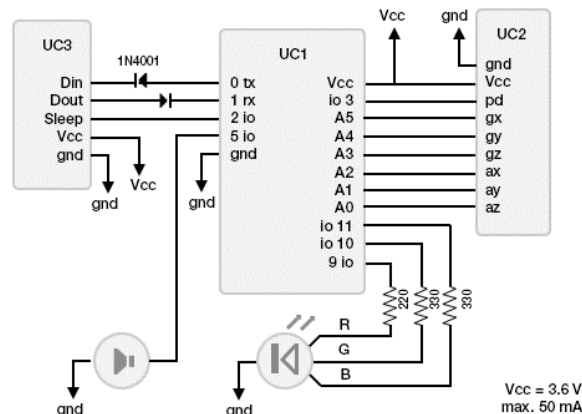 UC3
Din
Dout
Sleep
Vcc
gnd
gnd
Vcc
1N4001
UC1
0 tx
1 rx
2 io
5 io
gnd
gnd
Vcc
io 3
A5
A4
A3
A2
A1
A0
io 11
io 10
9 io
Vcc
gnd
UC2
gnd
Vcc
pd
gx
gy
gz
ax
ay
az
220
330
330
R
G
B
gnd
gnd
Vcc = 3.6 V
max. 50 mA